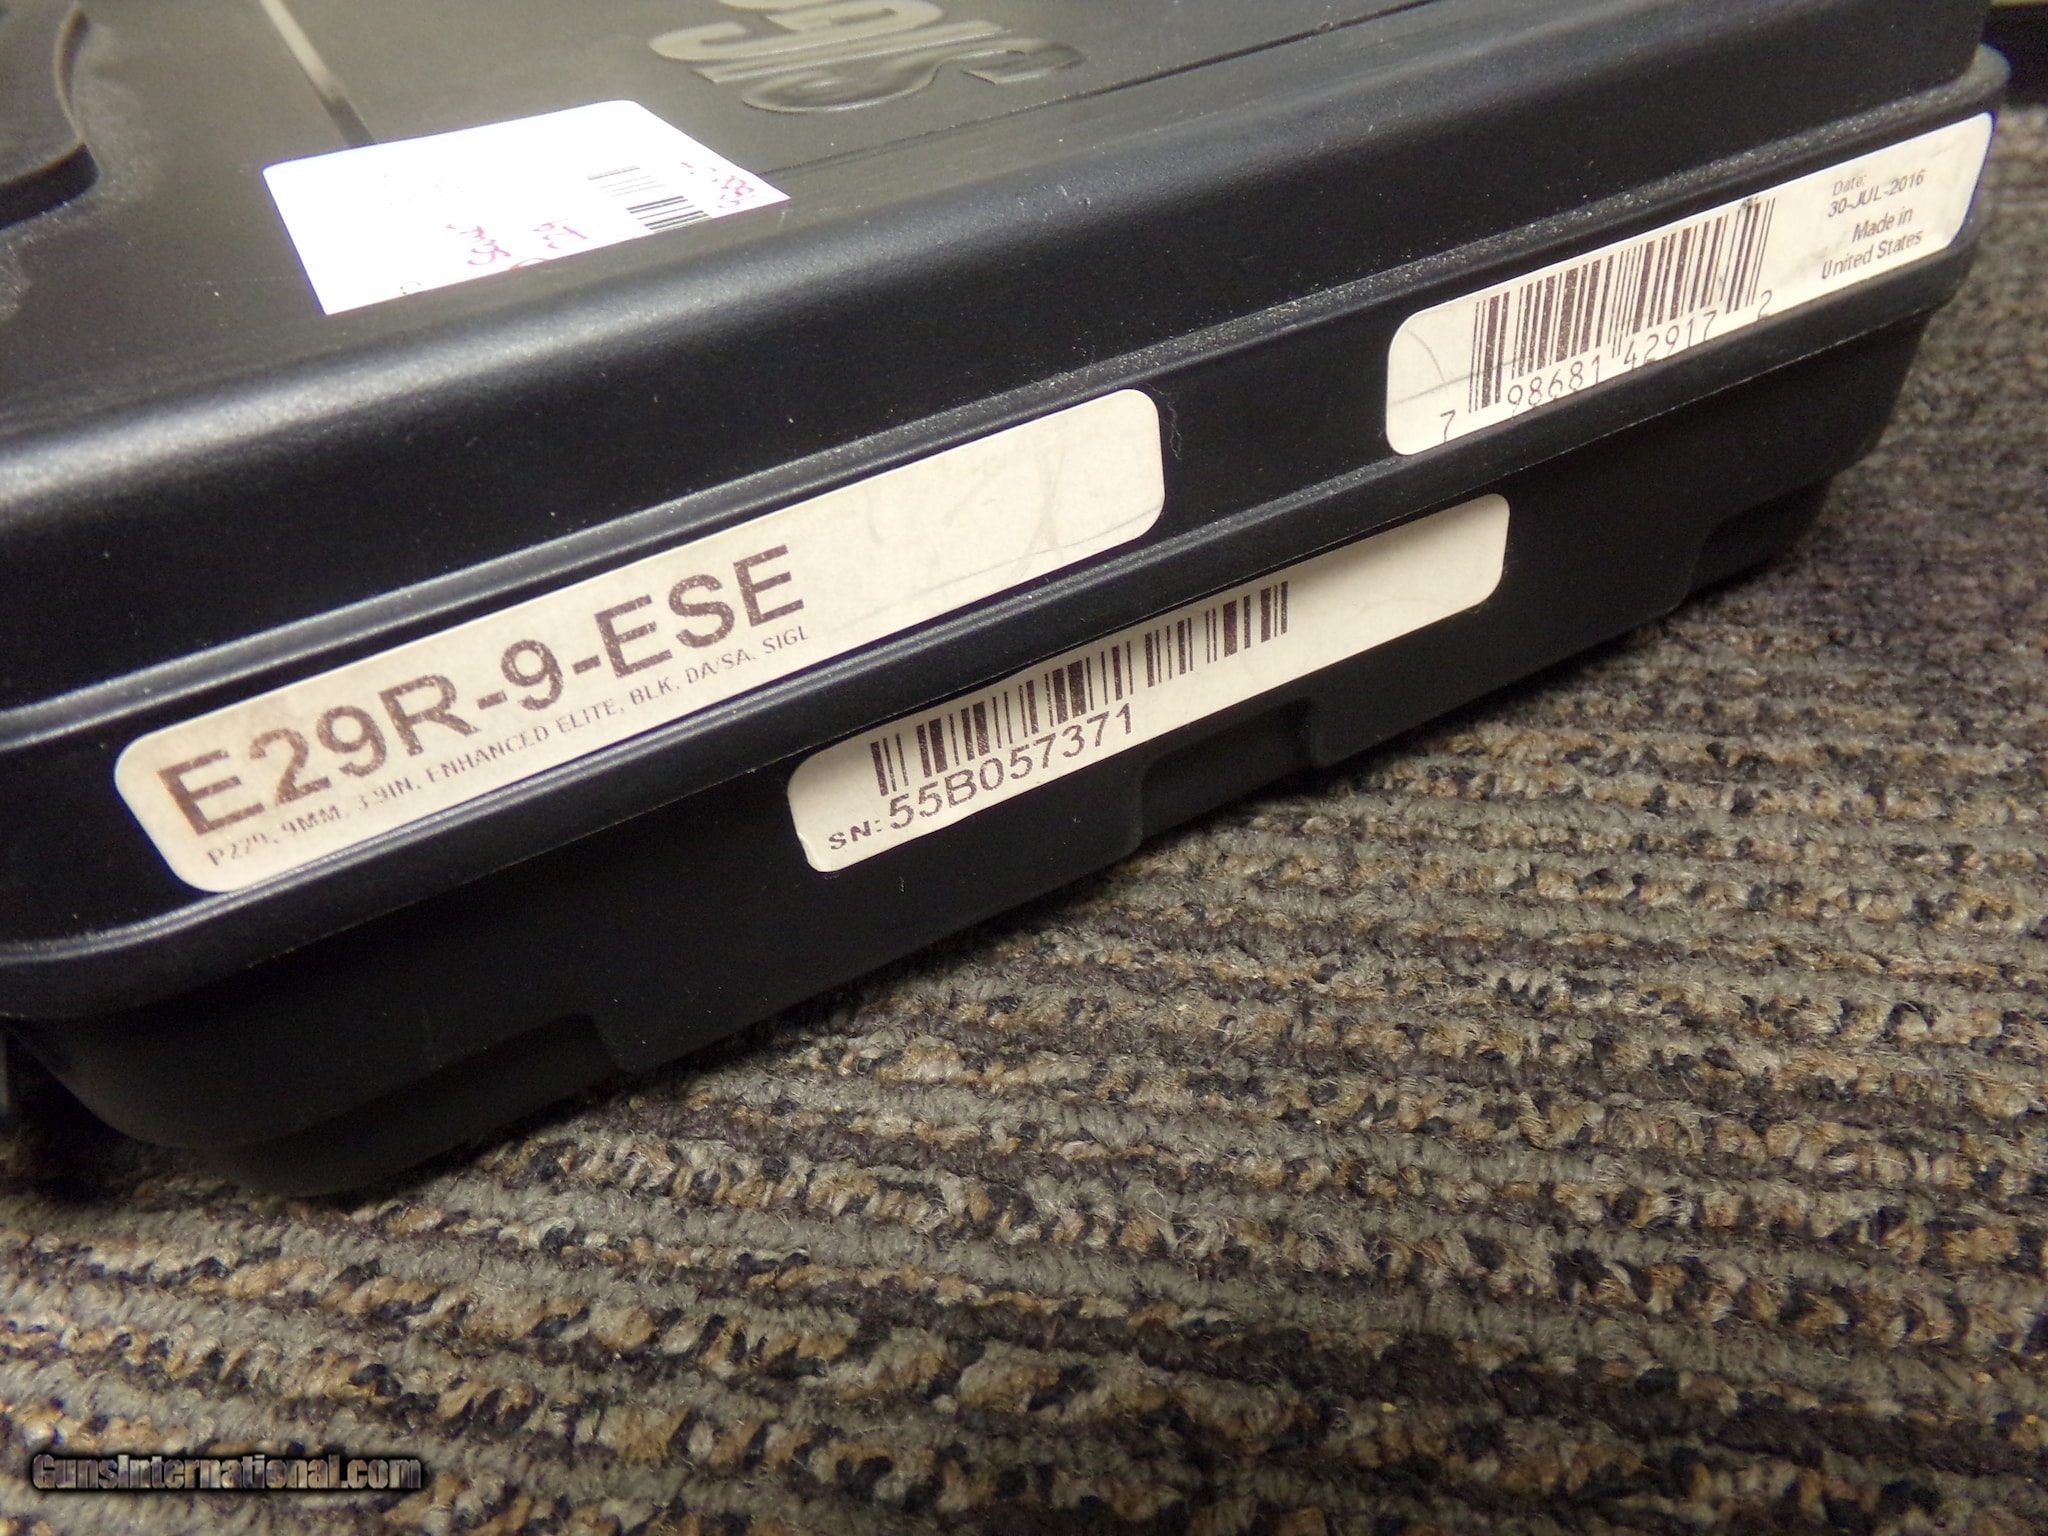 SIG
E29R-9-ESE
P229, 9MM, 3.9IN, ENHANCED ELITE, BLK, DA/SA, SIGL
SN: 55B057371
7 98681 42917 2
Date:
30-JUL-2016
Made in
United States
GunsInternational.com